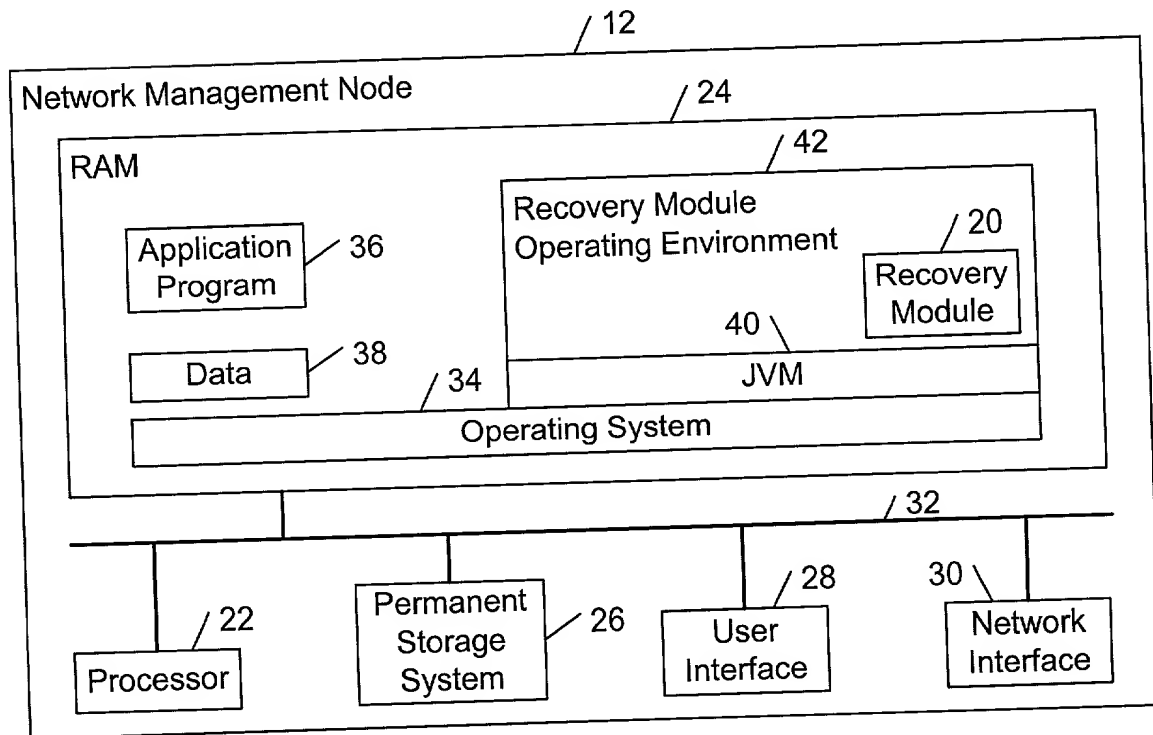 12
Network Management Node
24
RAM
42
Recovery Module
Operating Environment
20
Application
Program
36
Recovery
Module
40
Data
38
JVM
34
Operating System
32
Processor
22
Permanent
Storage
System
26
User
Interface
28
Network
Interface
30